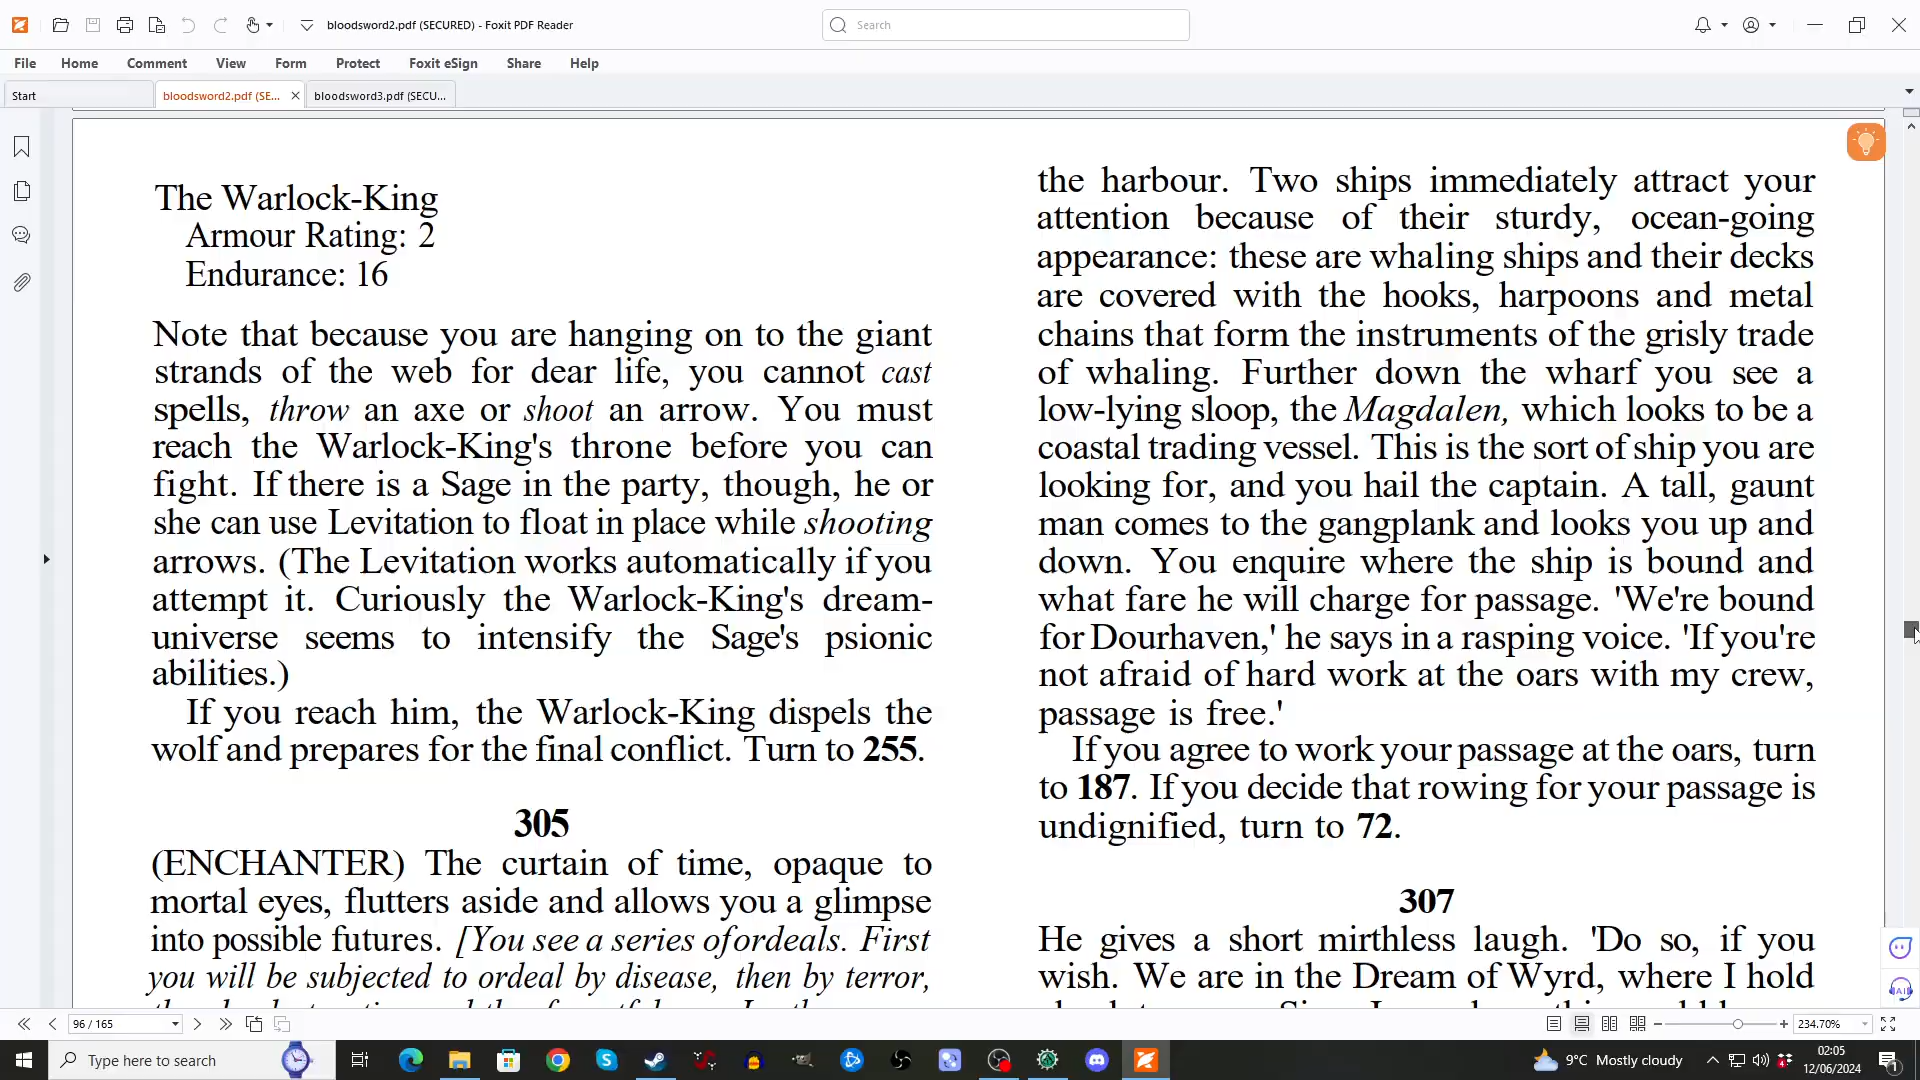 bloodsword2.pdf (SECURED) - Foxit PDF Reader
Search
File Home Comment View Form Protect Foxit eSign Share Help
Start
bloodsword2.pdf (SE...
bloodsword3.pdf (SECU...
The Warlock-King
Armour Rating: 2
Endurance: 16
Note that because you are hanging on to the giant
strands of the web for dear life, you cannot cast
spells, throw an axe or shoot an arrow. You must
reach the Warlock-King's throne before you can
fight. If there is a Sage in the party, though, he or
she can use Levitation to float in place while shooting
arrows. (The Levitation works automatically if you
attempt it. Curiously the Warlock-King's dream-
universe seems to intensify the Sage's psionic
abilities.)
If you reach him, the Warlock-King dispels the
wolf and prepares for the final conflict. Turn to 255.
305
(ENCHANTER) The curtain of time, opaque to
mortal eyes, flutters aside and allows you a glimpse
into possible futures. [You see a series ofordeals. First
you will be subjected to ordeal by disease, then by terror,
the harbour. Two ships immediately attract your
attention because of their sturdy, ocean-going
appearance: these are whaling ships and their decks
are covered with the hooks, harpoons and metal
chains that form the instruments of the grisly trade
of whaling. Further down the wharf you see a
low-lying sloop, the Magdalen, which looks to be a
coastal trading vessel. This is the sort of ship you are
looking for, and you hail the captain. A tall, gaunt
man comes to the gangplank and looks you up and
down. You enquire where the ship is bound and
what fare he will charge for passage. 'We're bound
for Dourhaven,' he says in a rasping voice. 'If you're
not afraid of hard work at the oars with my crew,
passage is free.'
If you agree to work your passage at the oars, turn
to 187. If you decide that rowing for your passage is
undignified, turn to 72.
307
He gives a short mirthless laugh. 'Do so, if you
wish. We are in the Dream of Wyrd, where I hold
96 / 165
234.70%
Type here to search
9°C Mostly cloudy
02:05
12/06/2024
1